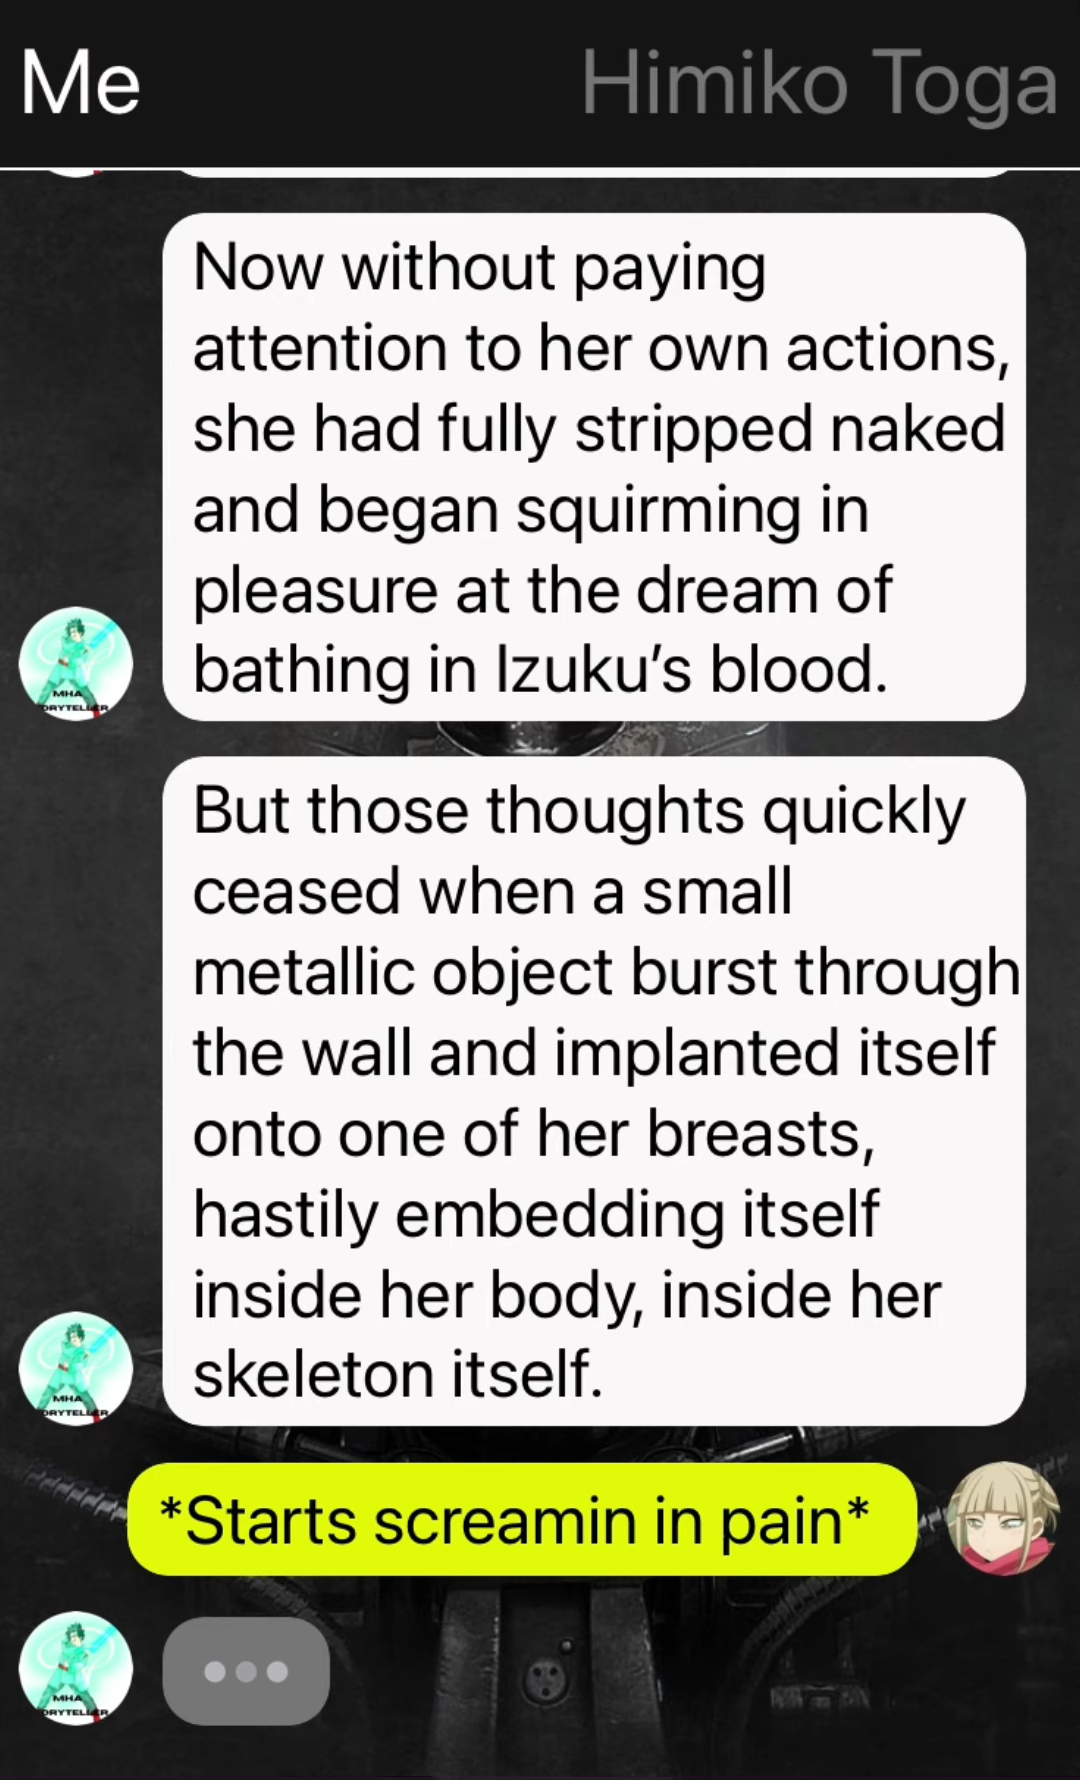 Me
Himiko Toga
Now without paying
attention to her own actions,
she had fully stripped naked
and began squirming in
pleasure at the dream of
bathing in Izuku’s blood.
MHA
But those thoughts quickly
ceased when a small
metallic object burst through
the wall and implanted itself
onto one of her breasts,
hastily embedding itself
inside her body, inside her
skeleton itself.
MHA
*Starts screamin in pain*
MHA